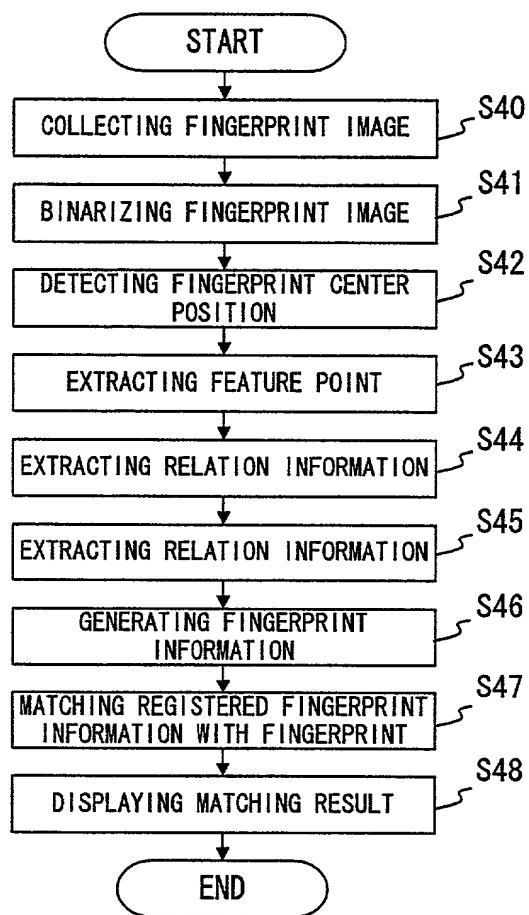 START
COLLECTING FINGERPRINT IMAGE
S40
BINARIZING FINGERPRINT IMAGE
S41
DETECTING FINGERPRINT CENTER
POSITION
S42
EXTRACTING FEATURE POINT
S43
EXTRACTING RELATION INFORMATION
S44
EXTRACTING RELATION INFORMATION
S45
GENERATING FINGERPRINT
INFORMATION
S46
MATCHING REGISTERED FINGERPRINT
INFORMATION WITH FINGERPRINT
S47
DISPLAYING MATCHING RESULT
S48
END